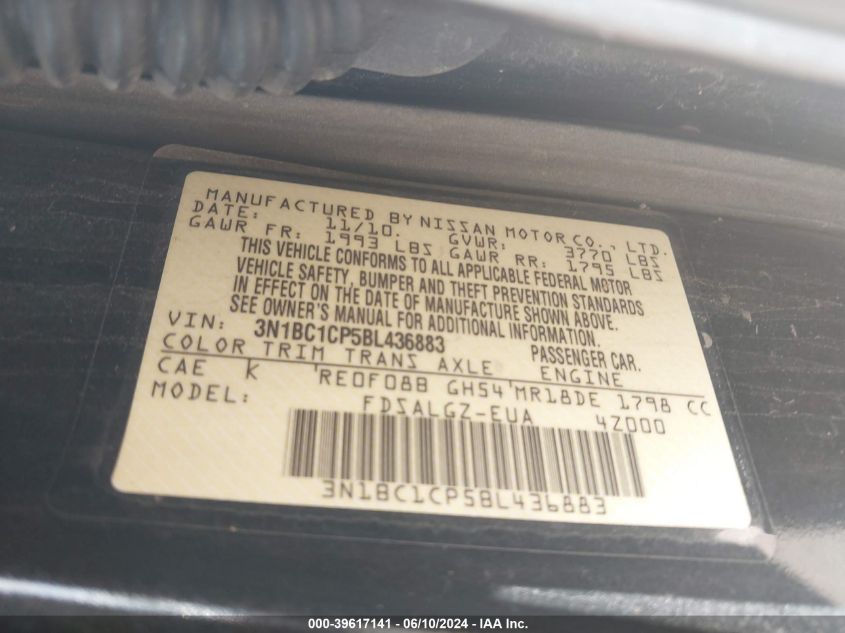 MANUFACTURED BY NISSAN MOTOR CO., LTD.
DATE: 11/10. GVWR: 3770 LBS
GAWR FR: 1993 LBS GAWR RR: 1795 LBS
THIS VEHICLE CONFORMS TO ALL APPLICABLE FEDERAL MOTOR
VEHICLE SAFETY, BUMPER AND THEFT PREVENTION STANDARDS
IN EFFECT ON THE DATE OF MANUFACTURE SHOWN ABOVE.
SEE OWNER'S MANUAL FOR ADDITIONAL INFORMATION.
VIN: 3N1BC1CP5BL436883 PASSENGER CAR.
COLOR TRIM TRANS AXLE ENGINE
CAE K RE0F08B GH54 MR18DE 1798 CC
MODEL: FDSALGZ-EUA 4Z000
3N1BC1CP5BL436883
000-39617141 - 06/10/2024 - IAA Inc.